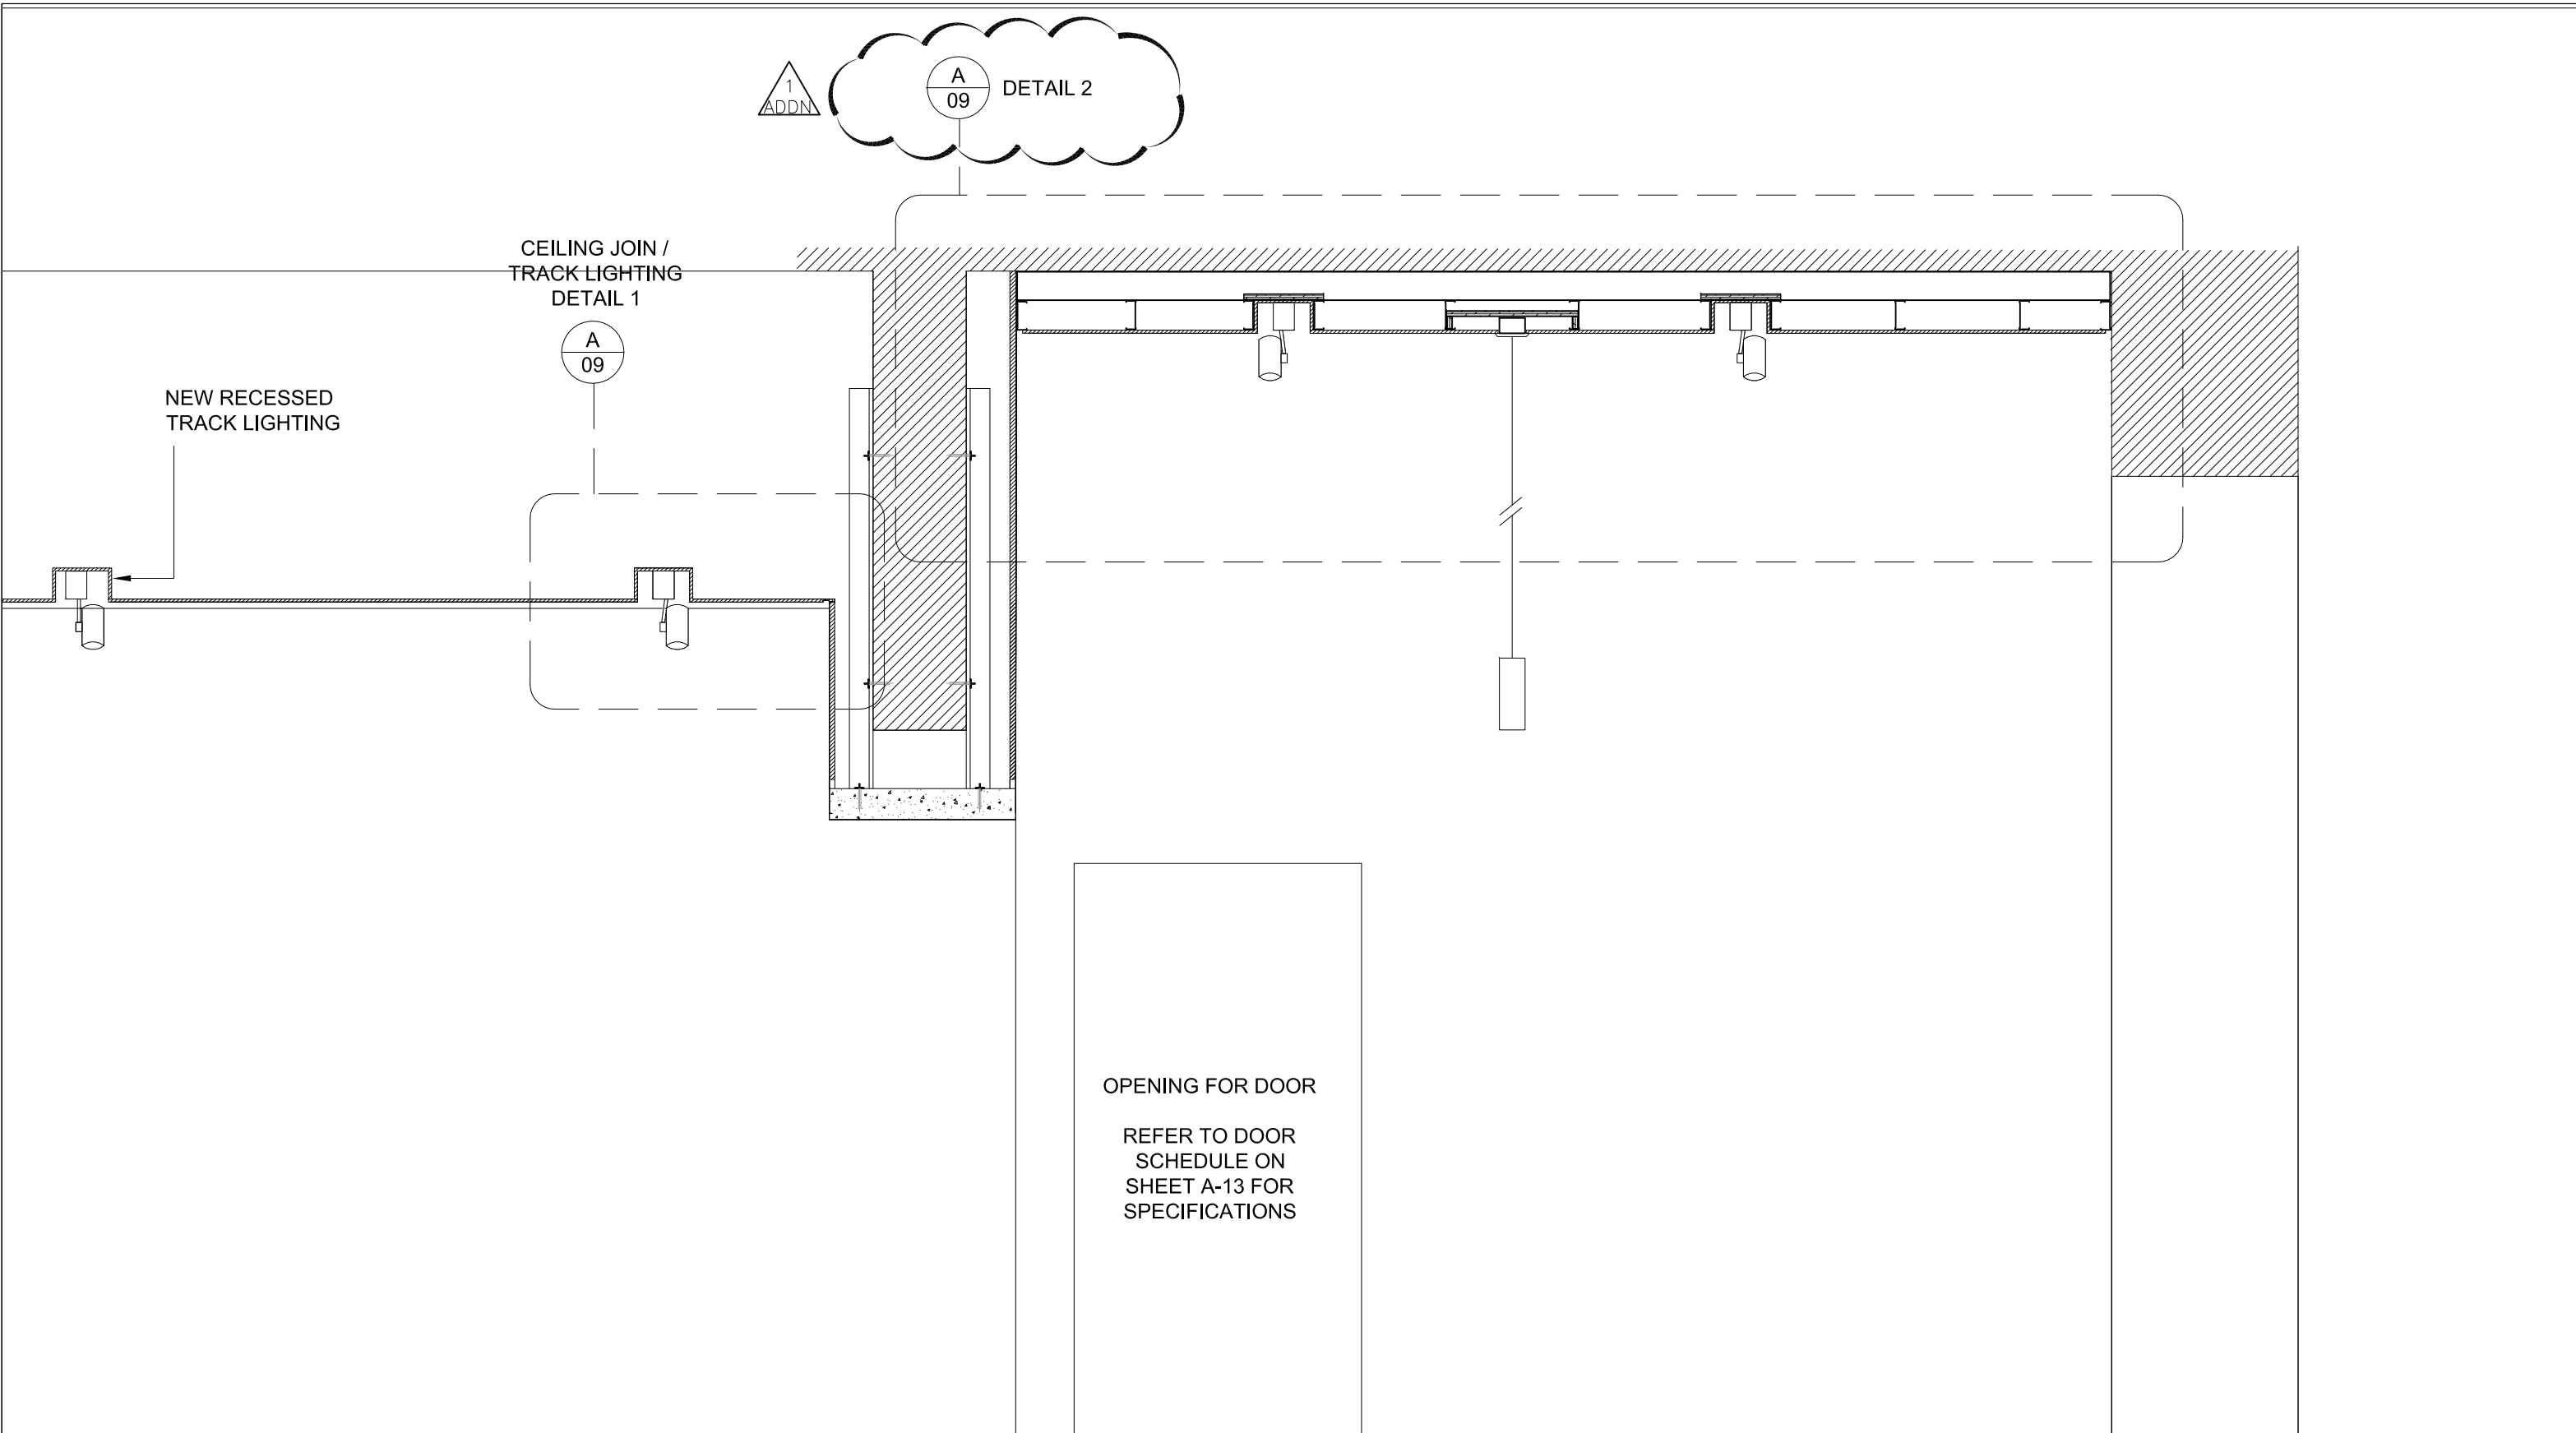 1
ADDN
A
09
DETAIL 2
CEILING JOIN /
TRACK LIGHTING
DETAIL 1
A
09
NEW RECESSED
TRACK LIGHTING
OPENING FOR DOOR
REFER TO DOOR
SCHEDULE ON
SHEET A-13 FOR
SPECIFICATIONS